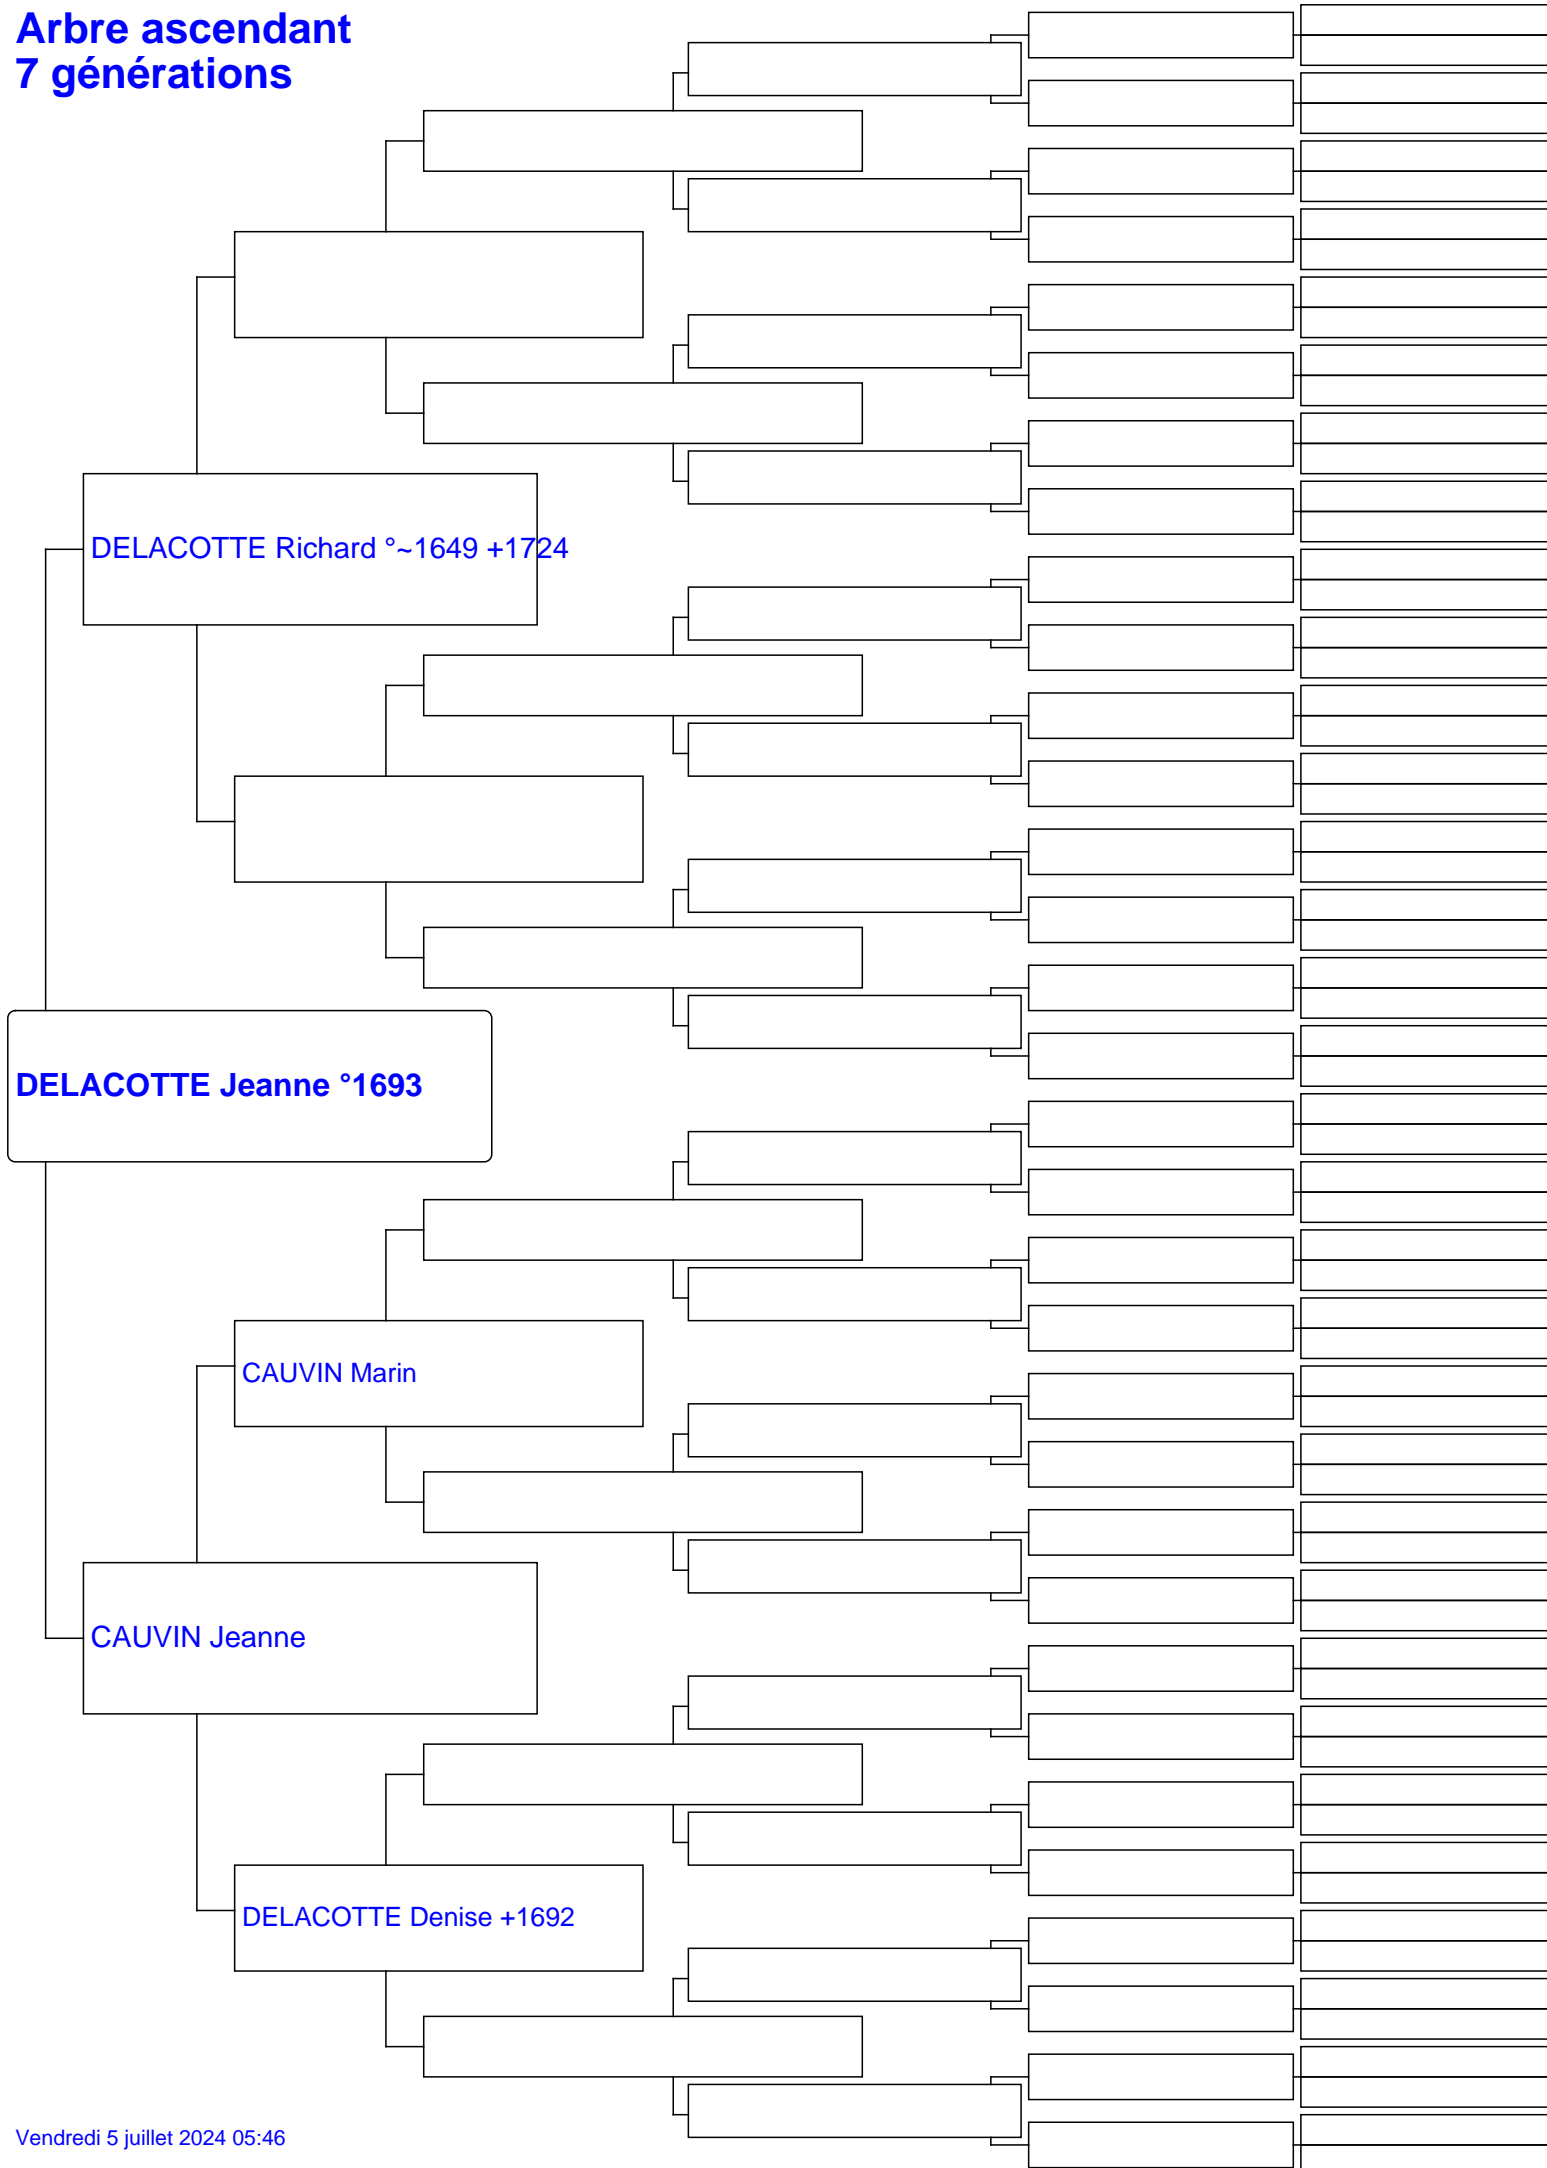 Arbre ascendant
7 générations
DELACOTTE Richard °~1649 +1724
DELACOTTE Jeanne °1693
CAUVIN Marin
CAUVIN Jeanne
DELACOTTE Denise +1692
Vendredi 5 juillet 2024 05:46